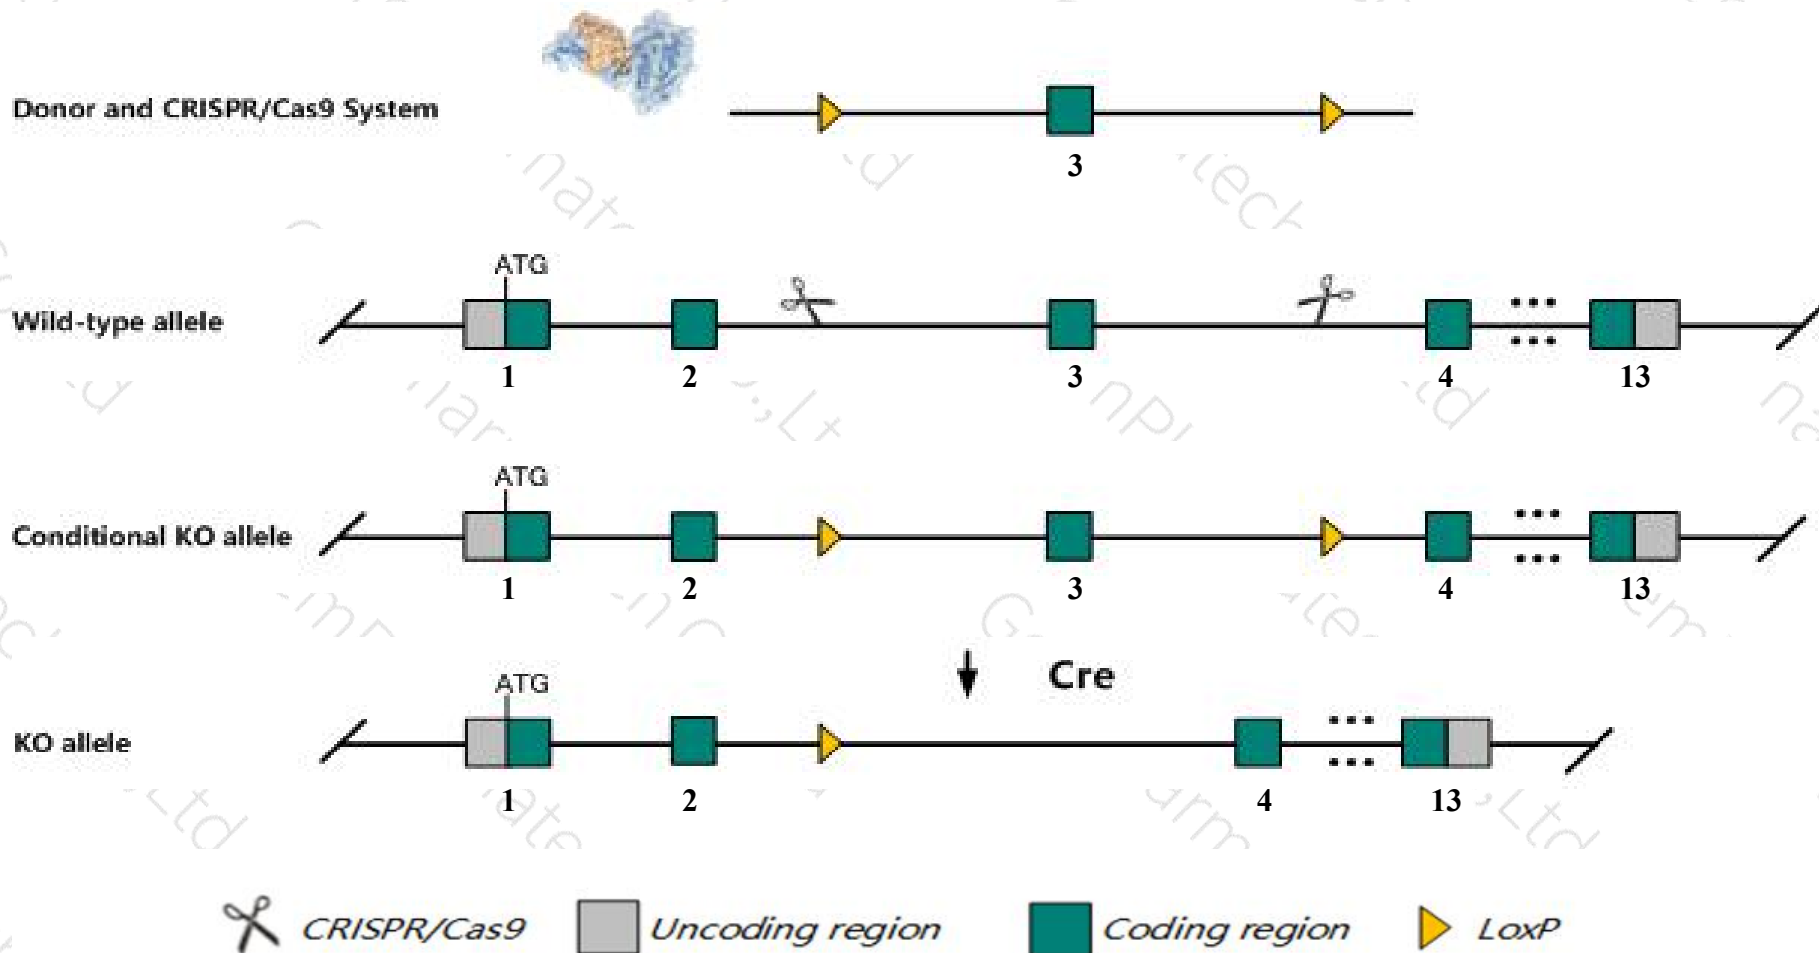 Donor and CRISPR/Cas9 System
3
ATG
Wild-type allele
1 2 3 4 13
ATG
Conditional KO allele
1 2 3 4 13
Cre
ATG
KO allele
1 2 4 13
CRISPR/Cas9 Uncoding region Coding region LoxP